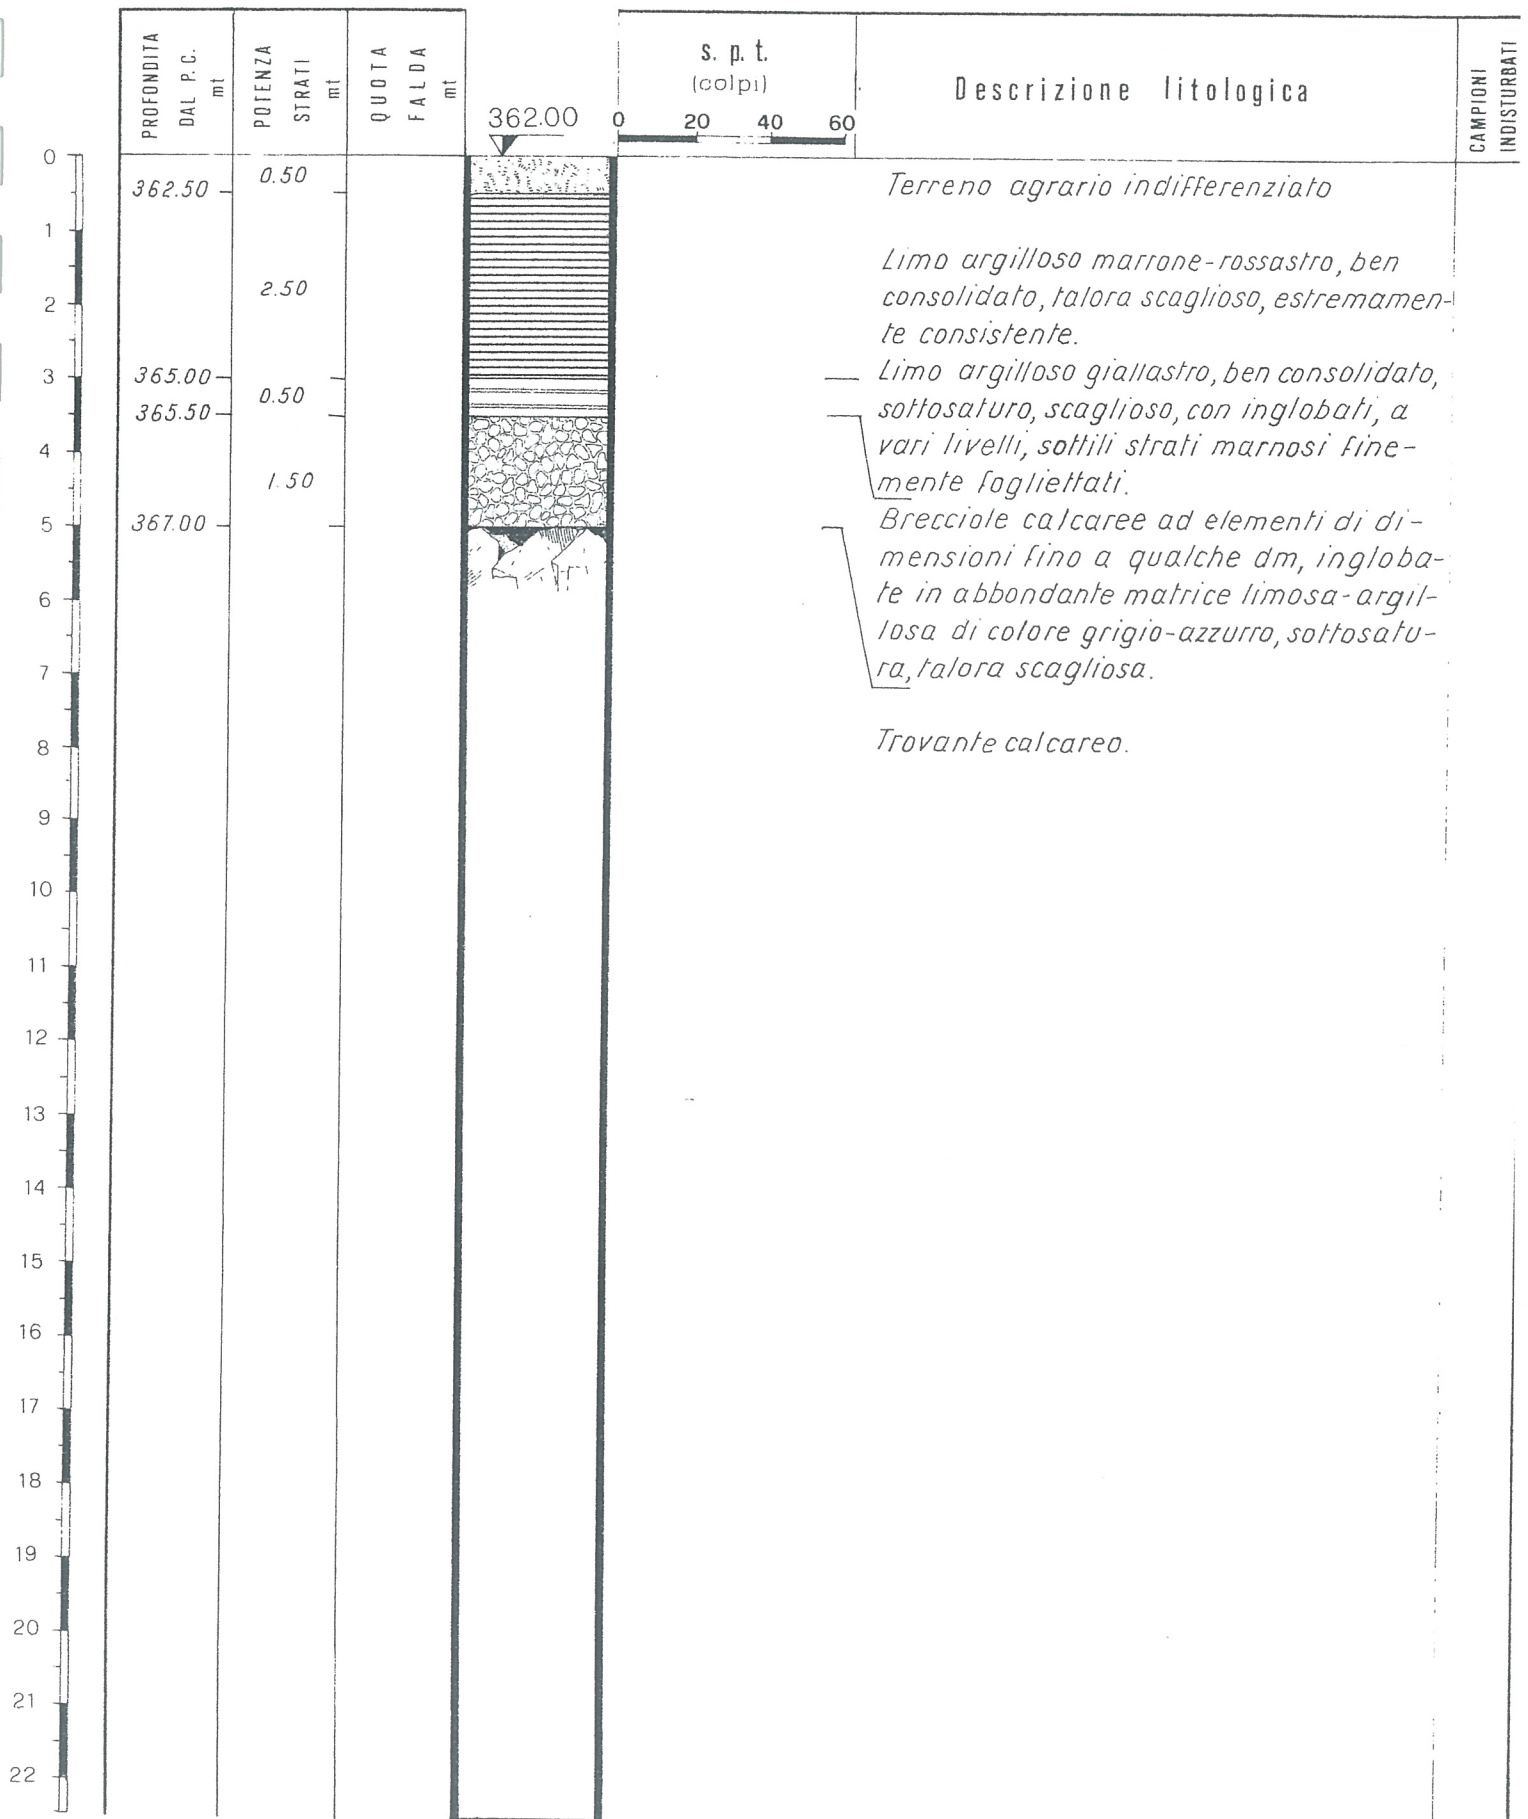 PROFONDITA
DAL P.C.
mt
POTENZA
STRATI
mt
QUOTA
FALDA
mt
362.00
s. p. t.
(colpi)
0 20 40 60
Descrizione litologica
CAMPIONI
INDISTURBATI
0
362.50
0.50
Terreno agrario indifferenziato
1
2
2.50
Limo argilloso marrone-rossastro, ben
consolidato, talora scaglioso, estremamen-
te consistente.
3
365.00
0.50
365.50
Limo argilloso giallastro, ben consolidato,
sottosaturo, scaglioso, con inglobati, a
vari livelli, sottili strati marnosi fine-
mente fogliettati.
4
1.50
5
367.00
Brecciole calcaree ad elementi di di-
mensioni fino a qualche dm, ingloba-
te in abbondante matrice limosa-argil-
losa di colore grigio-azzurro, sottosatu-
ra, talora scagliosa.
6
7
8
Trovante calcareo.
9
10
11
12
13
14
15
16
17
18
19
20
21
22